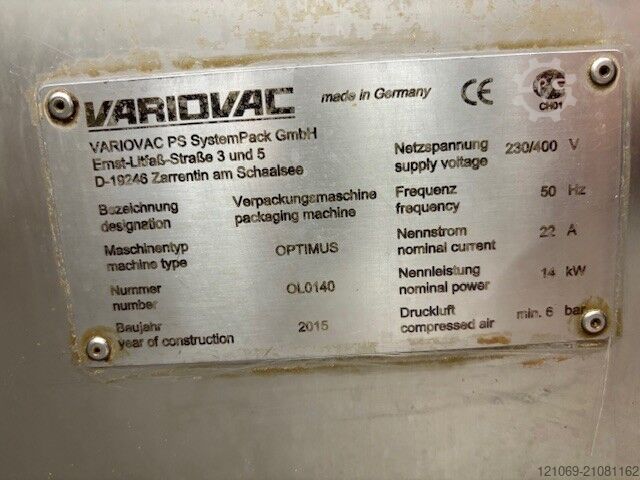 VARIOVAC
made in Germany
CE
PG
CH01
VARIOVAC PS SystemPack GmbH
Ernst-Litfaß-Straße 3 und 5
D-19246 Zarrentin am Schaalsee
Bezeichnung Verpackungsmaschine
designation packaging machine
Maschinentyp OPTIMUS
machine type
Nummer OL0140
number
Baujahr 2015
year of construction
Netzspannung 230/400 V
supply voltage
Frequenz 50 Hz
frequency
Nennstrom 22 A
nominal current
Nennleistung 14 kW
nominal power
Druckluft min. 6 bar
compressed air
121069-21081162